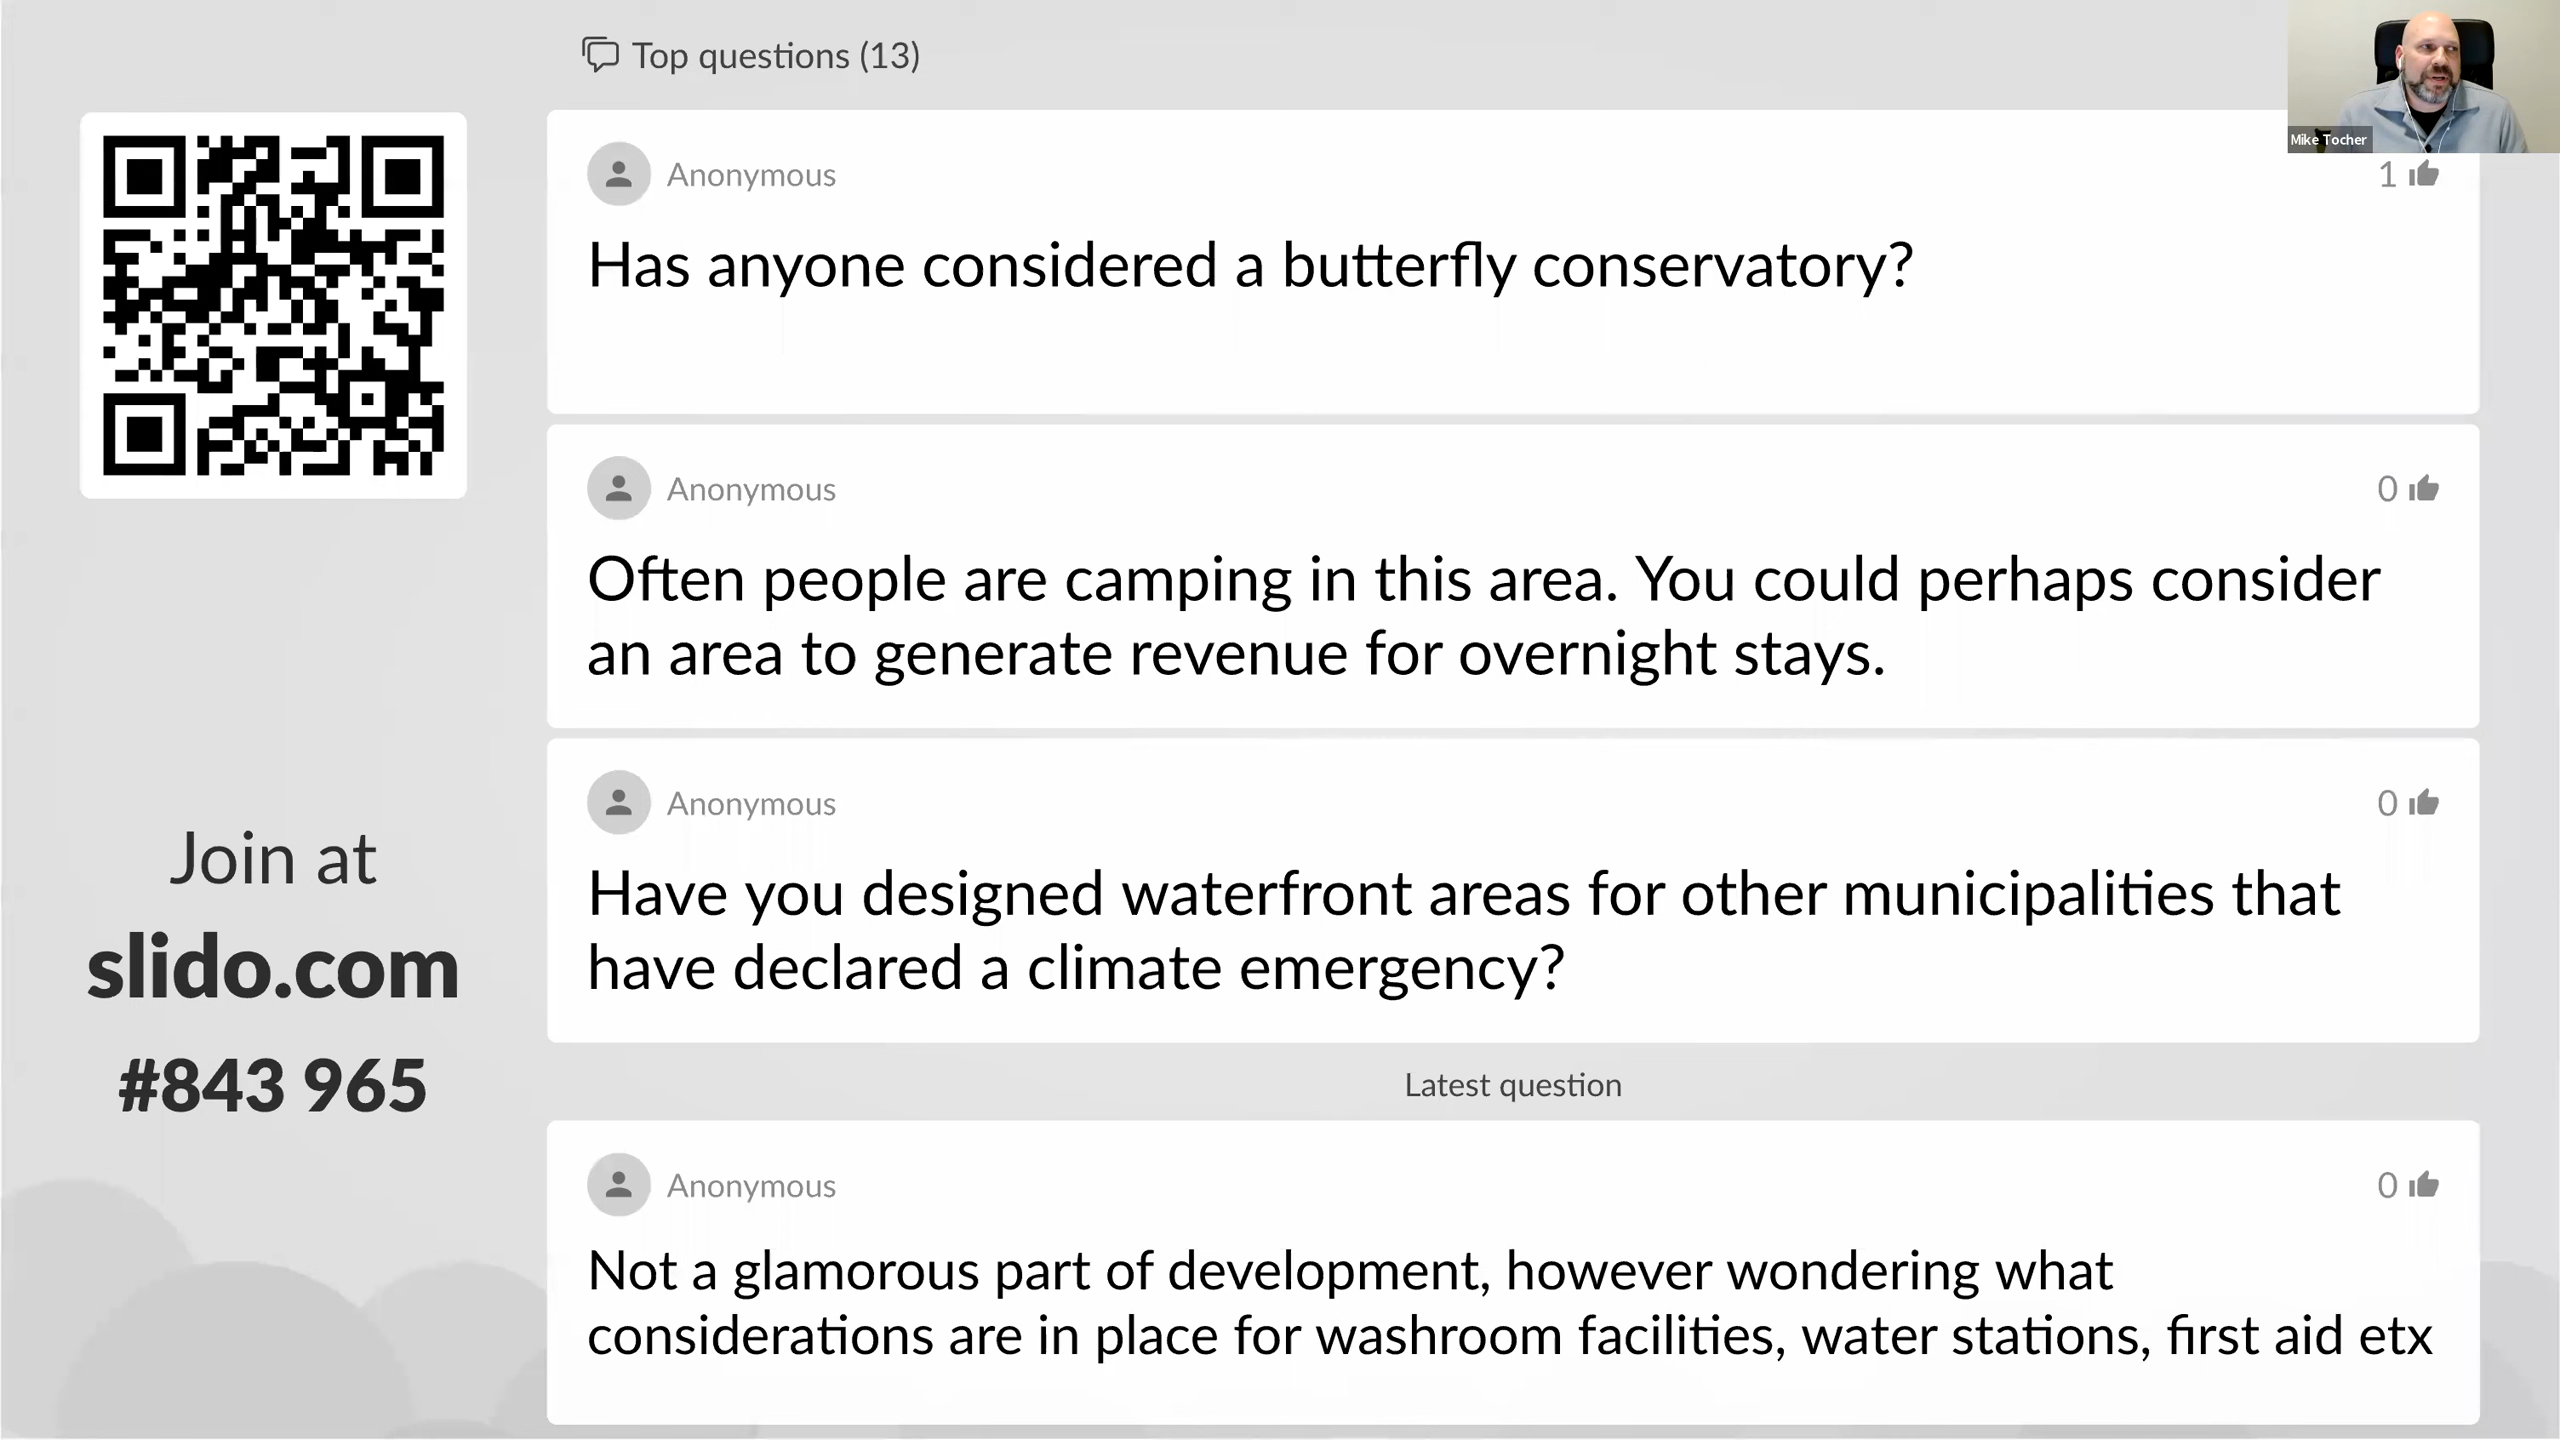 Top questions (13)
Mike Tocher
Anonymous
1
Has anyone considered a butterfly conservatory?
Anonymous
0
Often people are camping in this area. You could perhaps consider
an area to generate revenue for overnight stays.
Anonymous
0
Have you designed waterfront areas for other municipalities that
have declared a climate emergency?
Join at
slido.com
#843 965
Latest question
Anonymous
0
Not a glamorous part of development, however wondering what
considerations are in place for washroom facilities, water stations, first aid etx